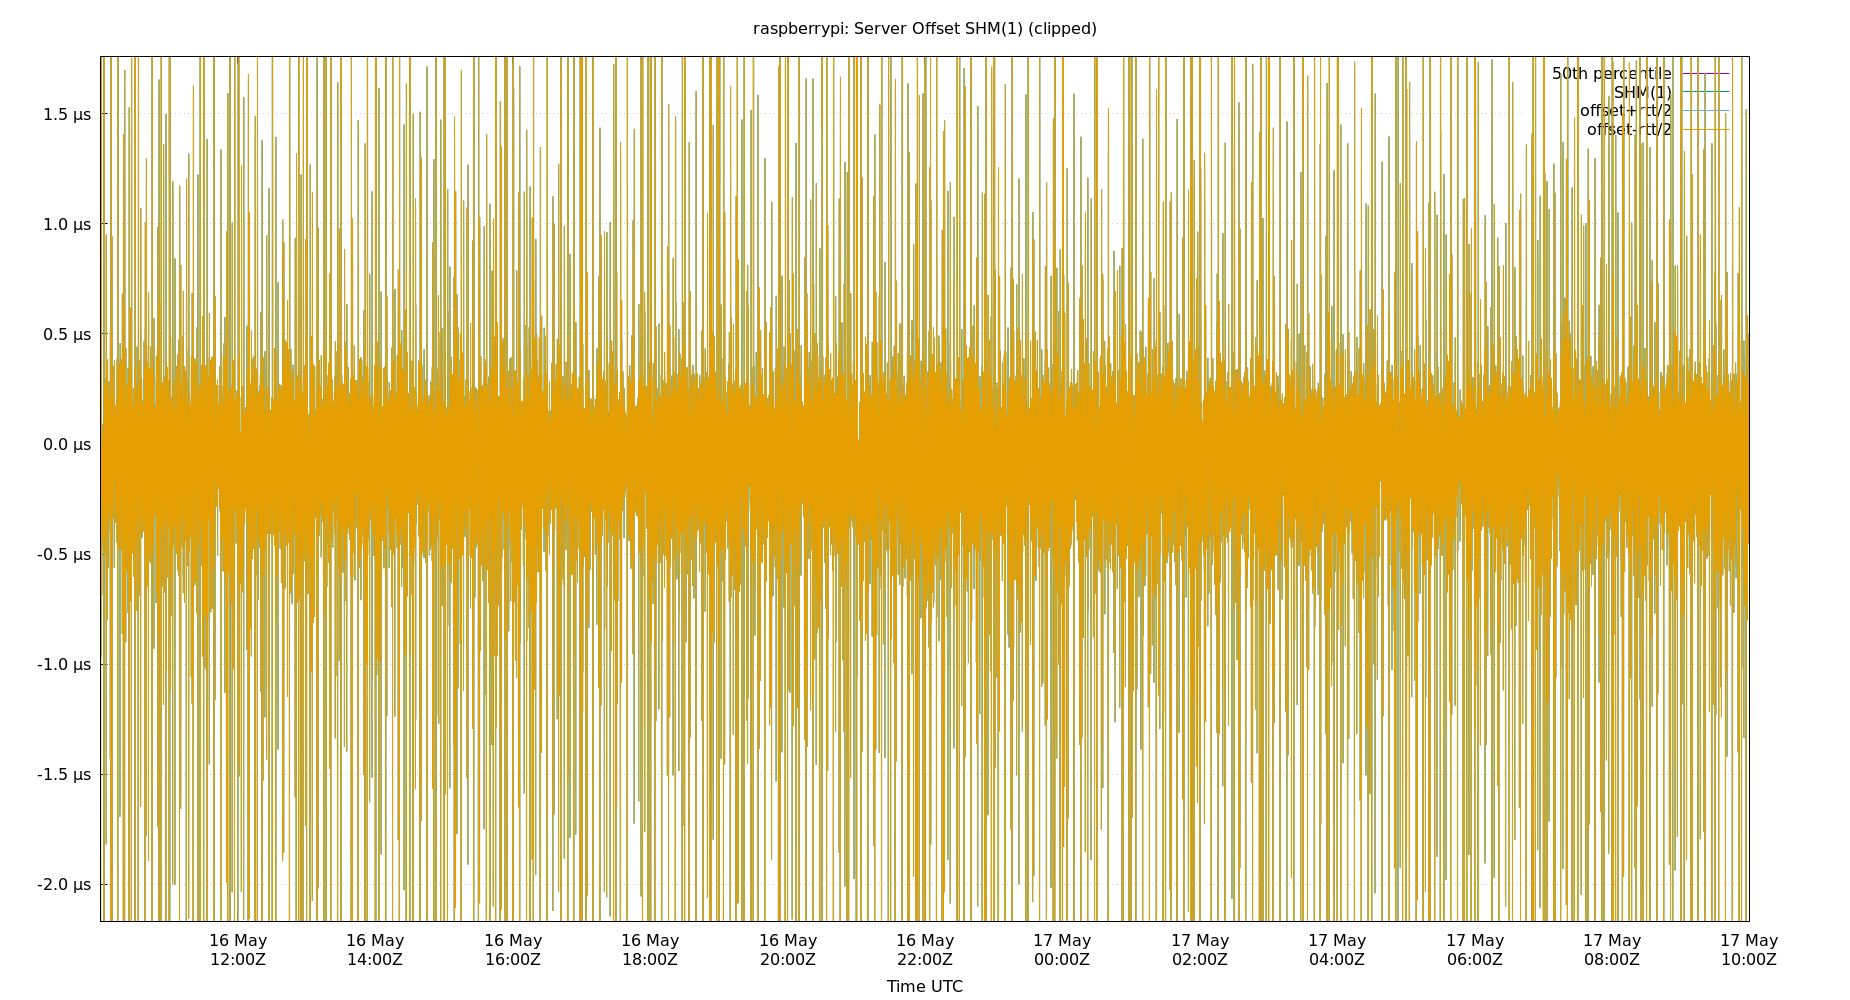 raspberrypi: Server Offset SHM(1) (clipped)
50th percentile
SHM(1)
offset+rtt/2
offset-rtt/2
1.5 µs
1.0 µs
0.5 µs
0.0 µs
-0.5 µs
-1.0 µs
-1.5 µs
-2.0 µs
16 May 16 May 16 May 16 May 16 May 16 May 17 May 17 May 17 May 17 May 17 May 17 May
12:00Z 14:00Z 16:00Z 18:00Z 20:00Z 22:00Z 00:00Z 02:00Z 04:00Z 06:00Z 08:00Z 10:00Z
Time UTC